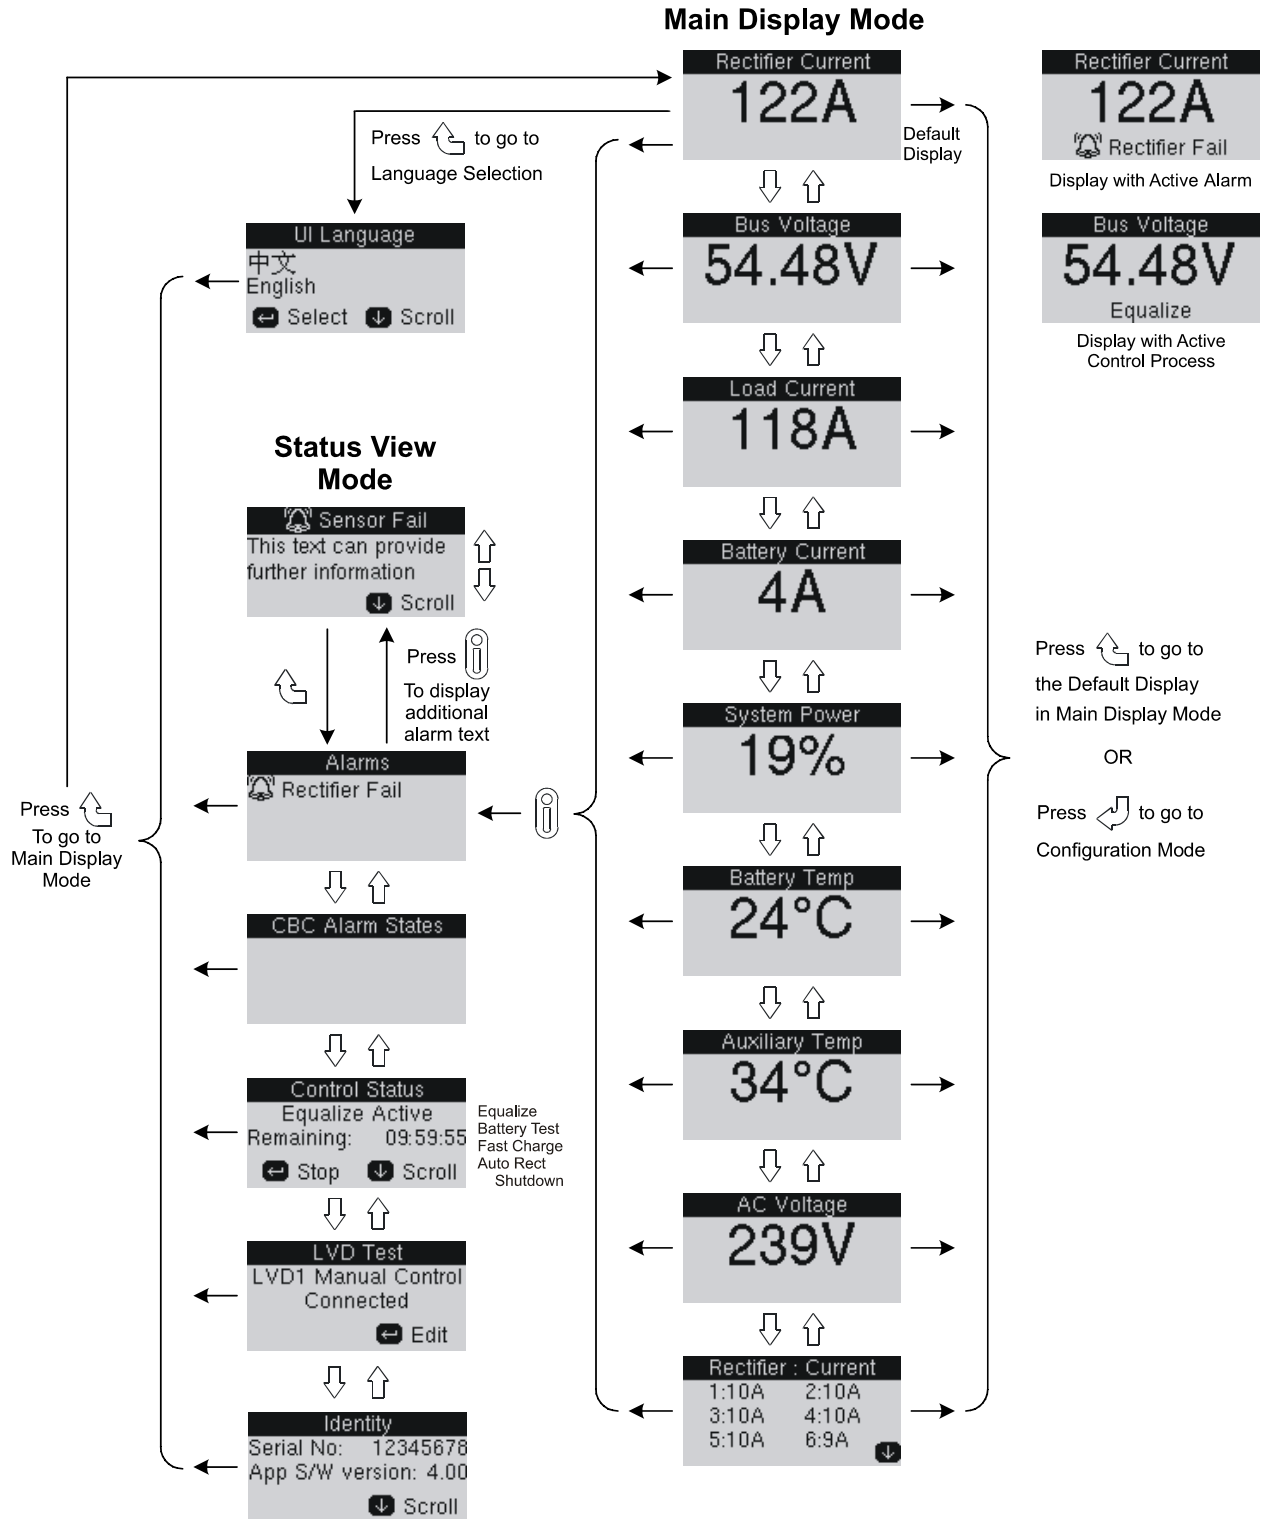 Main Display Mode
Rectifier Current
122A
Default
Display
Rectifier Current
122A
Rectifier Fail
Display with Active Alarm
Press to go to
Language Selection
UI Language
中文
English
Select Scroll
Bus Voltage
54.48V
Bus Voltage
54.48V
Equalize
Display with Active
Control Process
Load Current
118A
Status View
Mode
Sensor Fail
This text can provide
further information
Scroll
Battery Current
4A
Press
To display
additional
alarm text
Press to go to
the Default Display
in Main Display Mode
OR
Press to go to
Configuration Mode
System Power
19%
Alarms
Rectifier Fail
Press
To go to
Main Display
Mode
Battery Temp
24°C
CBC Alarm States
Auxiliary Temp
34°C
Control Status
Equalize Active
Remaining: 09:59:55
Stop Scroll
Equalize
Battery Test
Fast Charge
Auto Rect
Shutdown
AC Voltage
239V
LVD Test
LVD1 Manual Control
Connected
Edit
Rectifier : Current
1:10A 2:10A
3:10A 4:10A
5:10A 6:9A
Identity
Serial No: 12345678
App S/W version: 4.00
Scroll